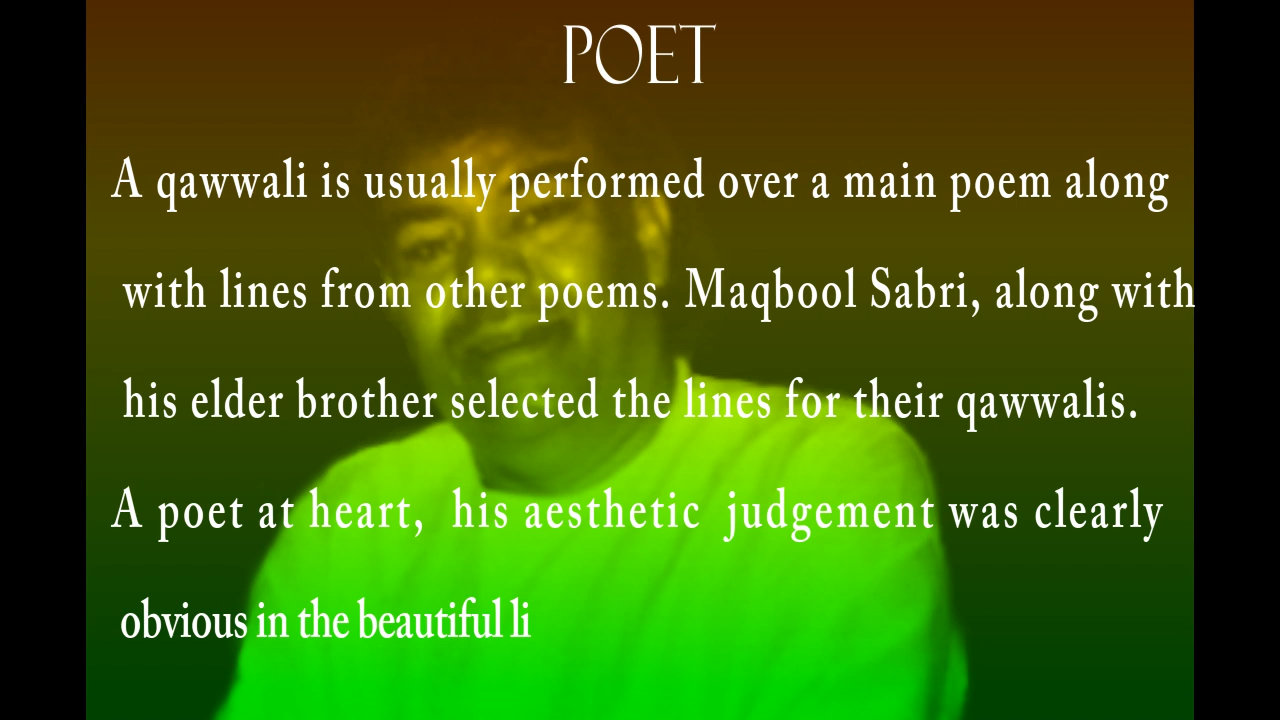 POET
A qawwali is usually performed over a main poem along
with lines from other poems. Maqbool Sabri, along with
his elder brother selected the lines for their qawwalis.
A poet at heart, his aesthetic judgement was clearly
obvious in the beautiful li